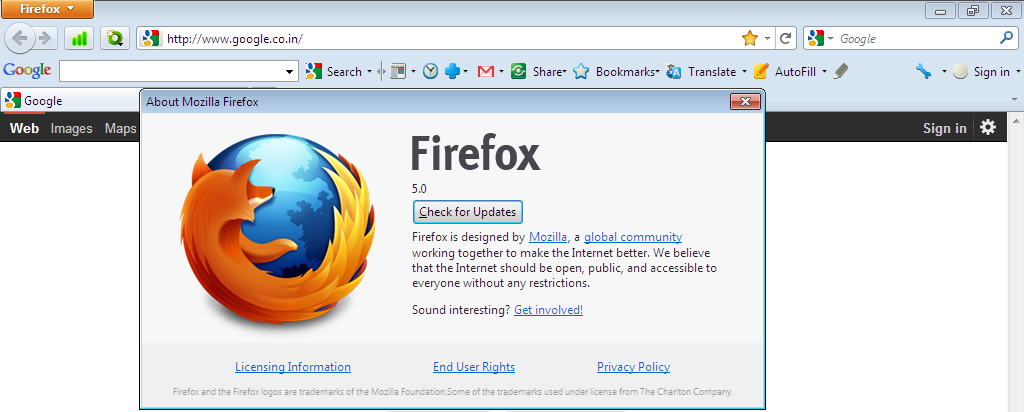 Firefox
http://www.google.co.in/
Google
Google
Search
Share
Bookmarks
Translate
AutoFill
Sign in
Google
About Mozilla Firefox
Web Images Maps
Sign in
Firefox
5.0
Check for Updates
Firefox is designed by Mozilla, a global community
working together to make the Internet better. We believe
that the Internet should be open, public, and accessible to
everyone without any restrictions.
Sound interesting? Get involved!
Licensing Information
End User Rights
Privacy Policy
Firefox and the Firefox logos are trademarks of the Mozilla Foundation.Some of the trademarks used under license from The Charlton Company.